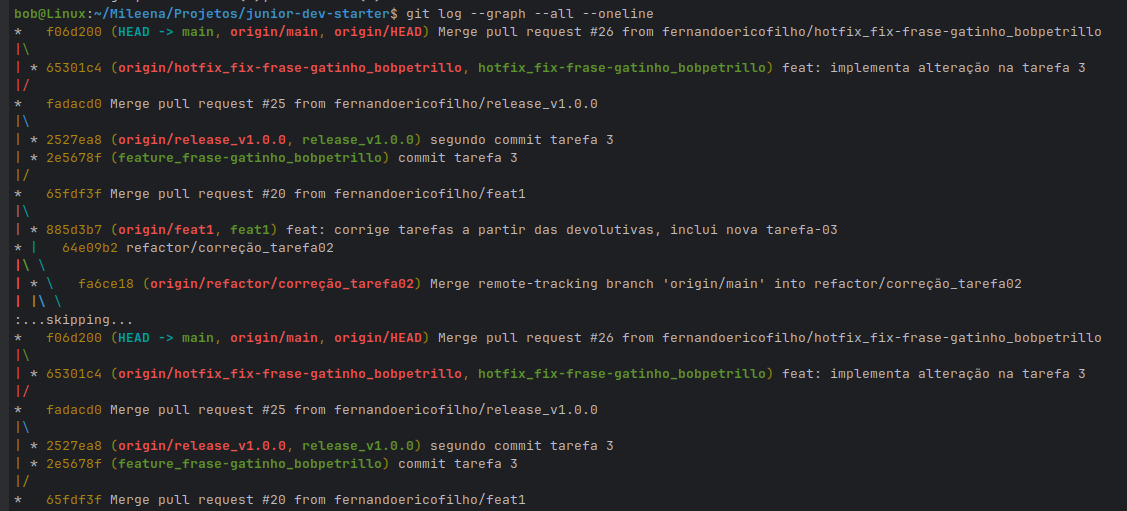 bob@Linux:~/Mileena/Projetos/junior-dev-starter$ git log --graph --all --oneline
*   f06d200 (HEAD -> main, origin/main, origin/HEAD) Merge pull request #26 from fernandoericofilho/hotfix_fix-frase-gatinho_bobpetrillo
|\
| * 65301c4 (origin/hotfix_fix-frase-gatinho_bobpetrillo, hotfix_fix-frase-gatinho_bobpetrillo) feat: implementa alteração na tarefa 3
|/
*   fadacd0 Merge pull request #25 from fernandoericofilho/release_v1.0.0
|\
| * 2527ea8 (origin/release_v1.0.0, release_v1.0.0) segundo commit tarefa 3
| * 2e5678f (feature_frase-gatinho_bobpetrillo) commit tarefa 3
|/
*   65fdf3f Merge pull request #20 from fernandoericofilho/feat1
|\
| * 885d3b7 (origin/feat1, feat1) feat: corrige tarefas a partir das devolutivas, inclui nova tarefa-03
* |   64e09b2 refactor/correção_tarefa02
|\ \
| * \   fa6ce18 (origin/refactor/correção_tarefa02) Merge remote-tracking branch 'origin/main' into refactor/correção_tarefa02
| |\ \
:...skipping...
*   f06d200 (HEAD -> main, origin/main, origin/HEAD) Merge pull request #26 from fernandoericofilho/hotfix_fix-frase-gatinho_bobpetrillo
|\
| * 65301c4 (origin/hotfix_fix-frase-gatinho_bobpetrillo, hotfix_fix-frase-gatinho_bobpetrillo) feat: implementa alteração na tarefa 3
|/
*   fadacd0 Merge pull request #25 from fernandoericofilho/release_v1.0.0
|\
| * 2527ea8 (origin/release_v1.0.0, release_v1.0.0) segundo commit tarefa 3
| * 2e5678f (feature_frase-gatinho_bobpetrillo) commit tarefa 3
|/
*   65fdf3f Merge pull request #20 from fernandoericofilho/feat1